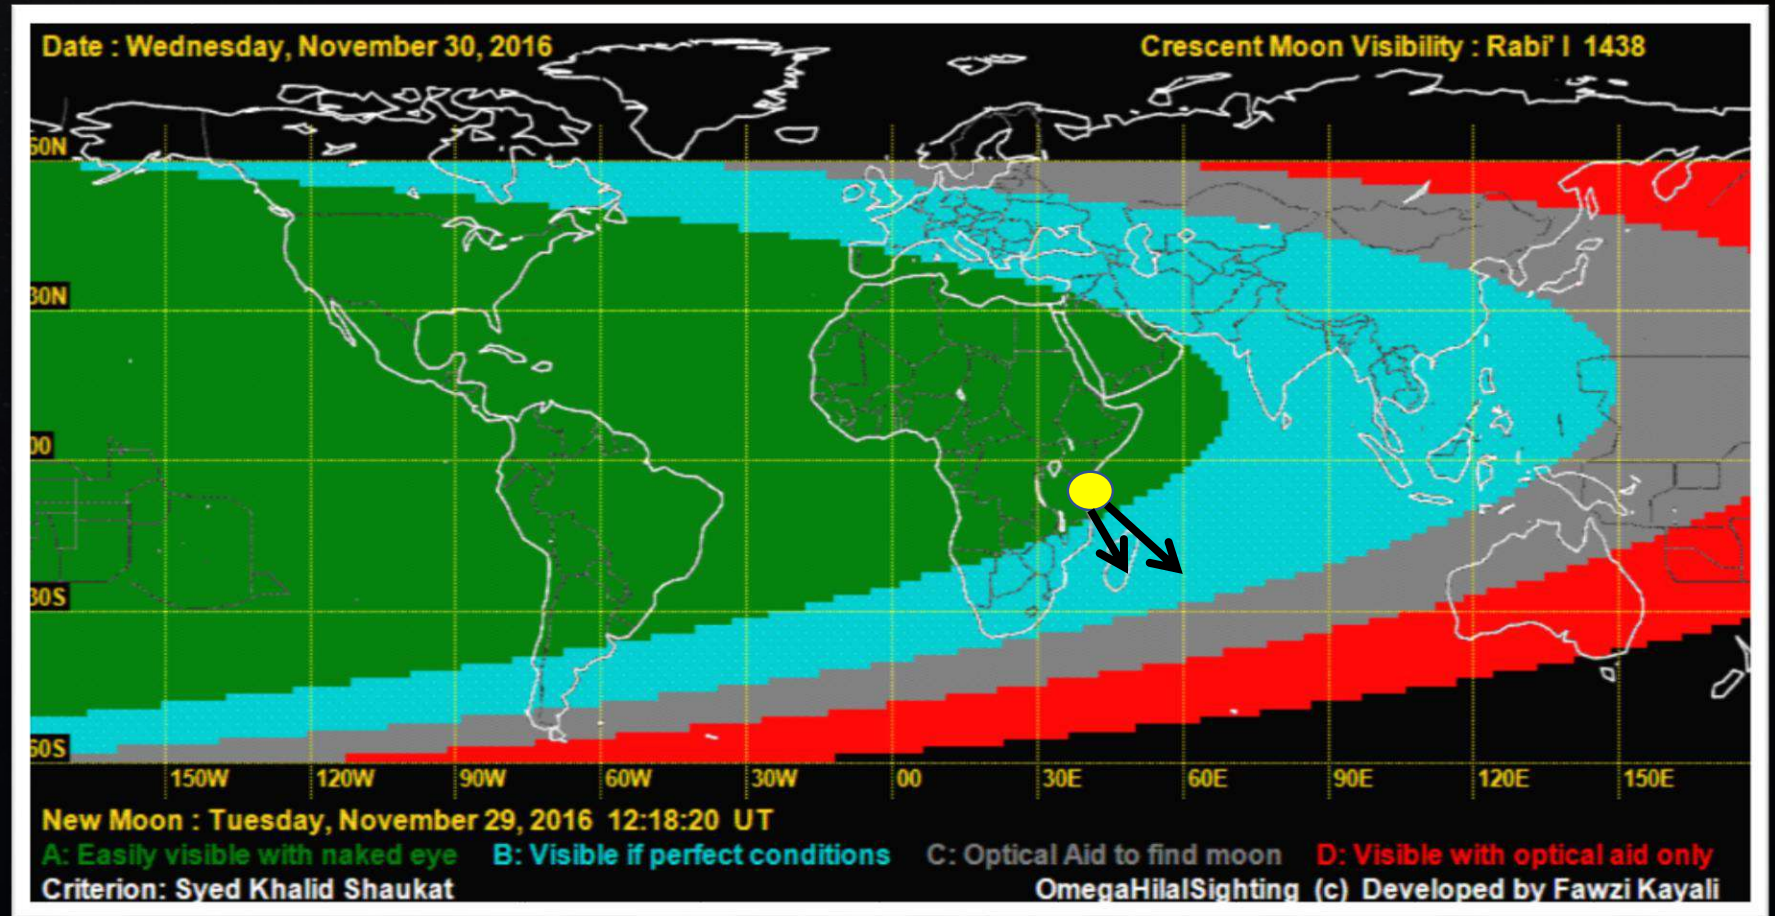 Date : Wednesday, November 30, 2016
Crescent Moon Visibility : Rabi' I 1438
60N
30N
00
30S
60S
150W 120W 90W 60W 30W 00 30E 60E 90E 120E 150E
New Moon : Tuesday, November 29, 2016 12:18:20 UT
A: Easily visible with naked eye B: Visible if perfect conditions C: Optical Aid to find moon D: Visible with optical aid only
Criterion: Syed Khalid Shaukat OmegaHilalSighting (c) Developed by Fawzi Kayali